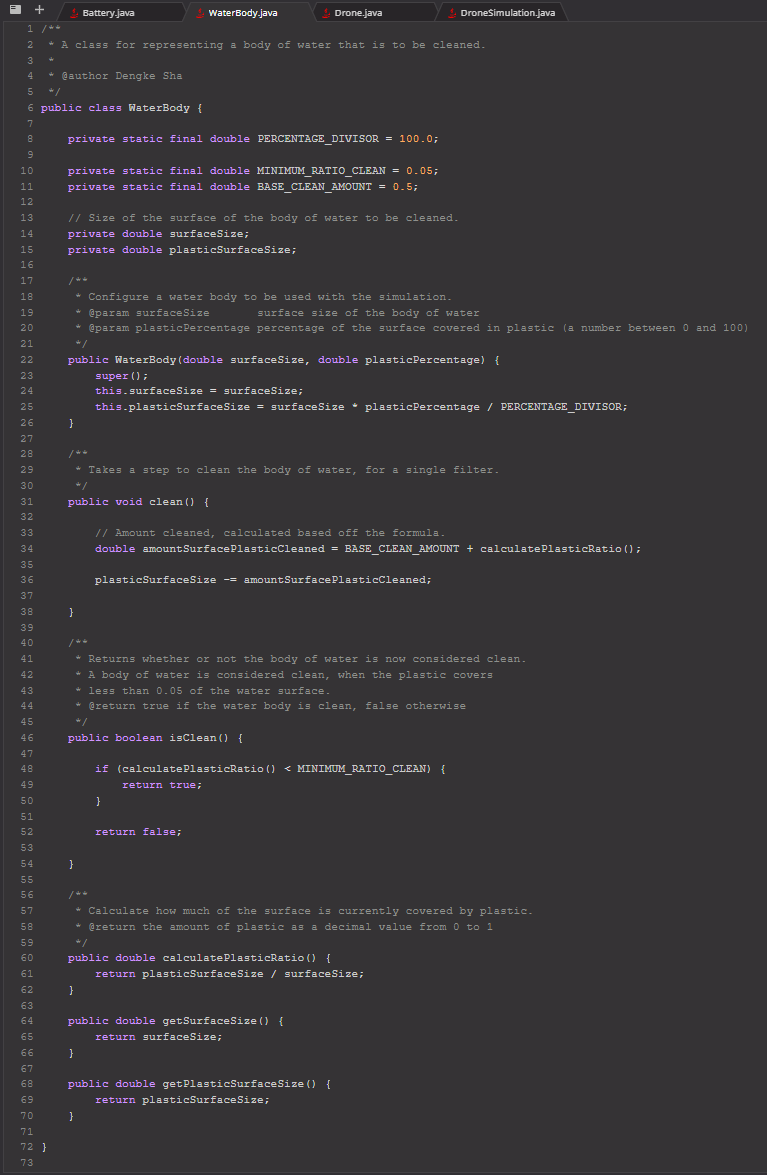 Battery.java WaterBody.java Drone.java DroneSimulation.java
1 /**
2  * A class for representing a body of water that is to be cleaned.
3  *
4  * @author Dengke Sha
5  */
6 public class WaterBody {
7
8     private static final double PERCENTAGE_DIVISOR = 100.0;
9
10     private static final double MINIMUM_RATIO_CLEAN = 0.05;
11     private static final double BASE_CLEAN_AMOUNT = 0.5;
12
13     // Size of the surface of the body of water to be cleaned.
14     private double surfaceSize;
15     private double plasticSurfaceSize;
16
17     /**
18      * Configure a water body to be used with the simulation.
19      * @param surfaceSize       surface size of the body of water
20      * @param plasticPercentage percentage of the surface covered in plastic (a number between 0 and 100)
21      */
22     public WaterBody(double surfaceSize, double plasticPercentage) {
23         super();
24         this.surfaceSize = surfaceSize;
25         this.plasticSurfaceSize = surfaceSize * plasticPercentage / PERCENTAGE_DIVISOR;
26     }
27
28     /**
29      * Takes a step to clean the body of water, for a single filter.
30      */
31     public void clean() {
32
33         // Amount cleaned, calculated based off the formula.
34         double amountSurfacePlasticCleaned = BASE_CLEAN_AMOUNT + calculatePlasticRatio();
35
36         plasticSurfaceSize -= amountSurfacePlasticCleaned;
37
38     }
39
40     /**
41      * Returns whether or not the body of water is now considered clean.
42      * A body of water is considered clean, when the plastic covers
43      * less than 0.05 of the water surface.
44      * @return true if the water body is clean, false otherwise
45      */
46     public boolean isClean() {
47
48         if (calculatePlasticRatio() < MINIMUM_RATIO_CLEAN) {
49             return true;
50         }
51
52         return false;
53
54     }
55
56     /**
57      * Calculate how much of the surface is currently covered by plastic.
58      * @return the amount of plastic as a decimal value from 0 to 1
59      */
60     public double calculatePlasticRatio() {
61         return plasticSurfaceSize / surfaceSize;
62     }
63
64     public double getSurfaceSize() {
65         return surfaceSize;
66     }
67
68     public double getPlasticSurfaceSize() {
69         return plasticSurfaceSize;
70     }
71
72 }
73